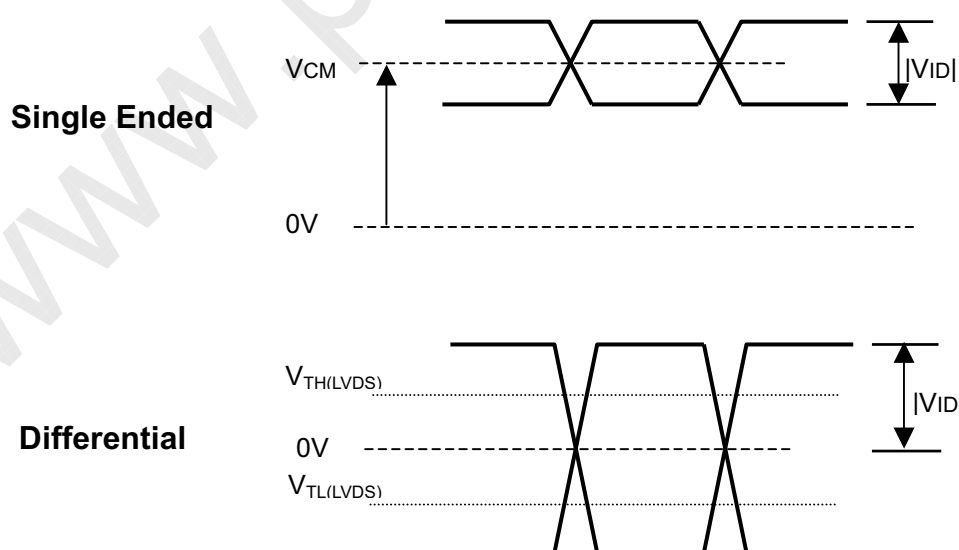 VCM
|VID|
Single Ended
0V
VTH(LVDS)
|VID
Differential
0V
VTL(LVDS)